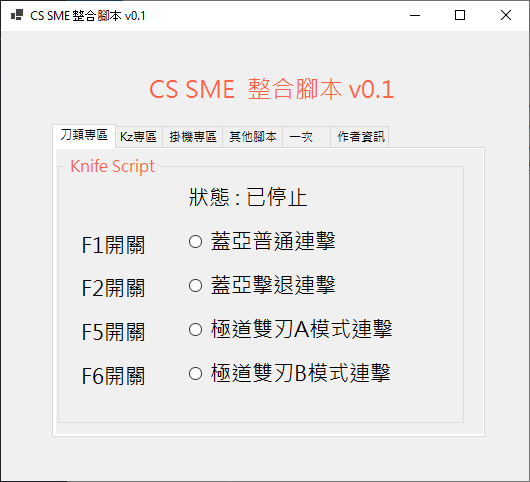 CS SME 整合腳本 v0.1
CS SME 整合腳本 v0.1
刀類專區 Kz專區 掛機專區 其他腳本 一次 作者資訊
Knife Script
狀態 : 已停止
F1開關 蓋亞普通連擊
F2開關 蓋亞擊退連擊
F5開關 極道雙刃A模式連擊
F6開關 極道雙刃B模式連擊